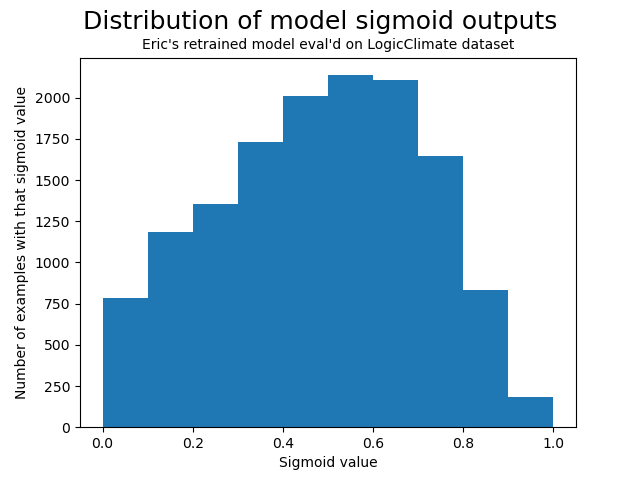 Distribution of model sigmoid outputs
Eric's retrained model eval'd on LogicClimate dataset
Number of examples with that sigmoid value
2000
1750
1500
1250
1000
750
500
250
0
0.0 0.2 0.4 0.6 0.8 1.0
Sigmoid value